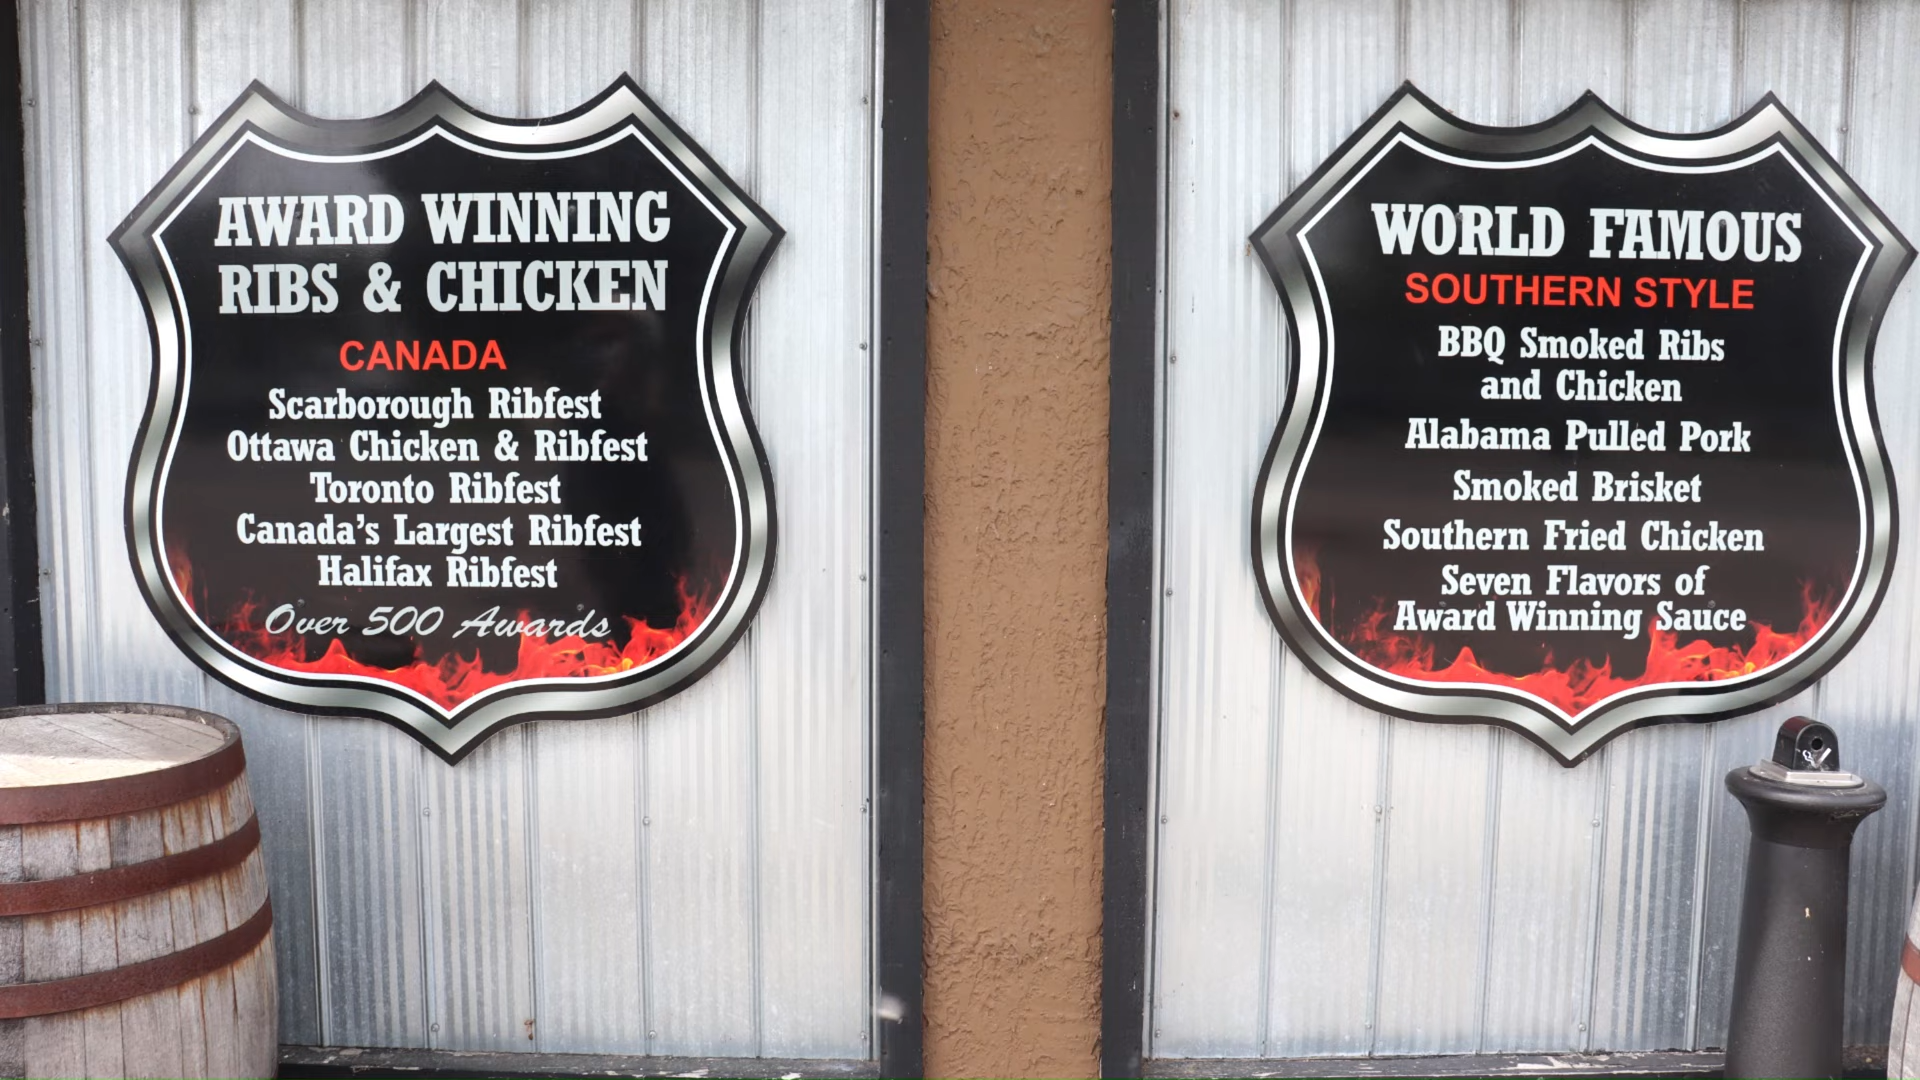 AWARD WINNING
RIBS & CHICKEN
CANADA
Scarborough Ribfest
Ottawa Chicken & Ribfest
Toronto Ribfest
Canada's Largest Ribfest
Halifax Ribfest
Over 500 Awards
WORLD FAMOUS
SOUTHERN STYLE
BBQ Smoked Ribs
and Chicken
Alabama Pulled Pork
Smoked Brisket
Southern Fried Chicken
Seven Flavors of
Award Winning Sauce